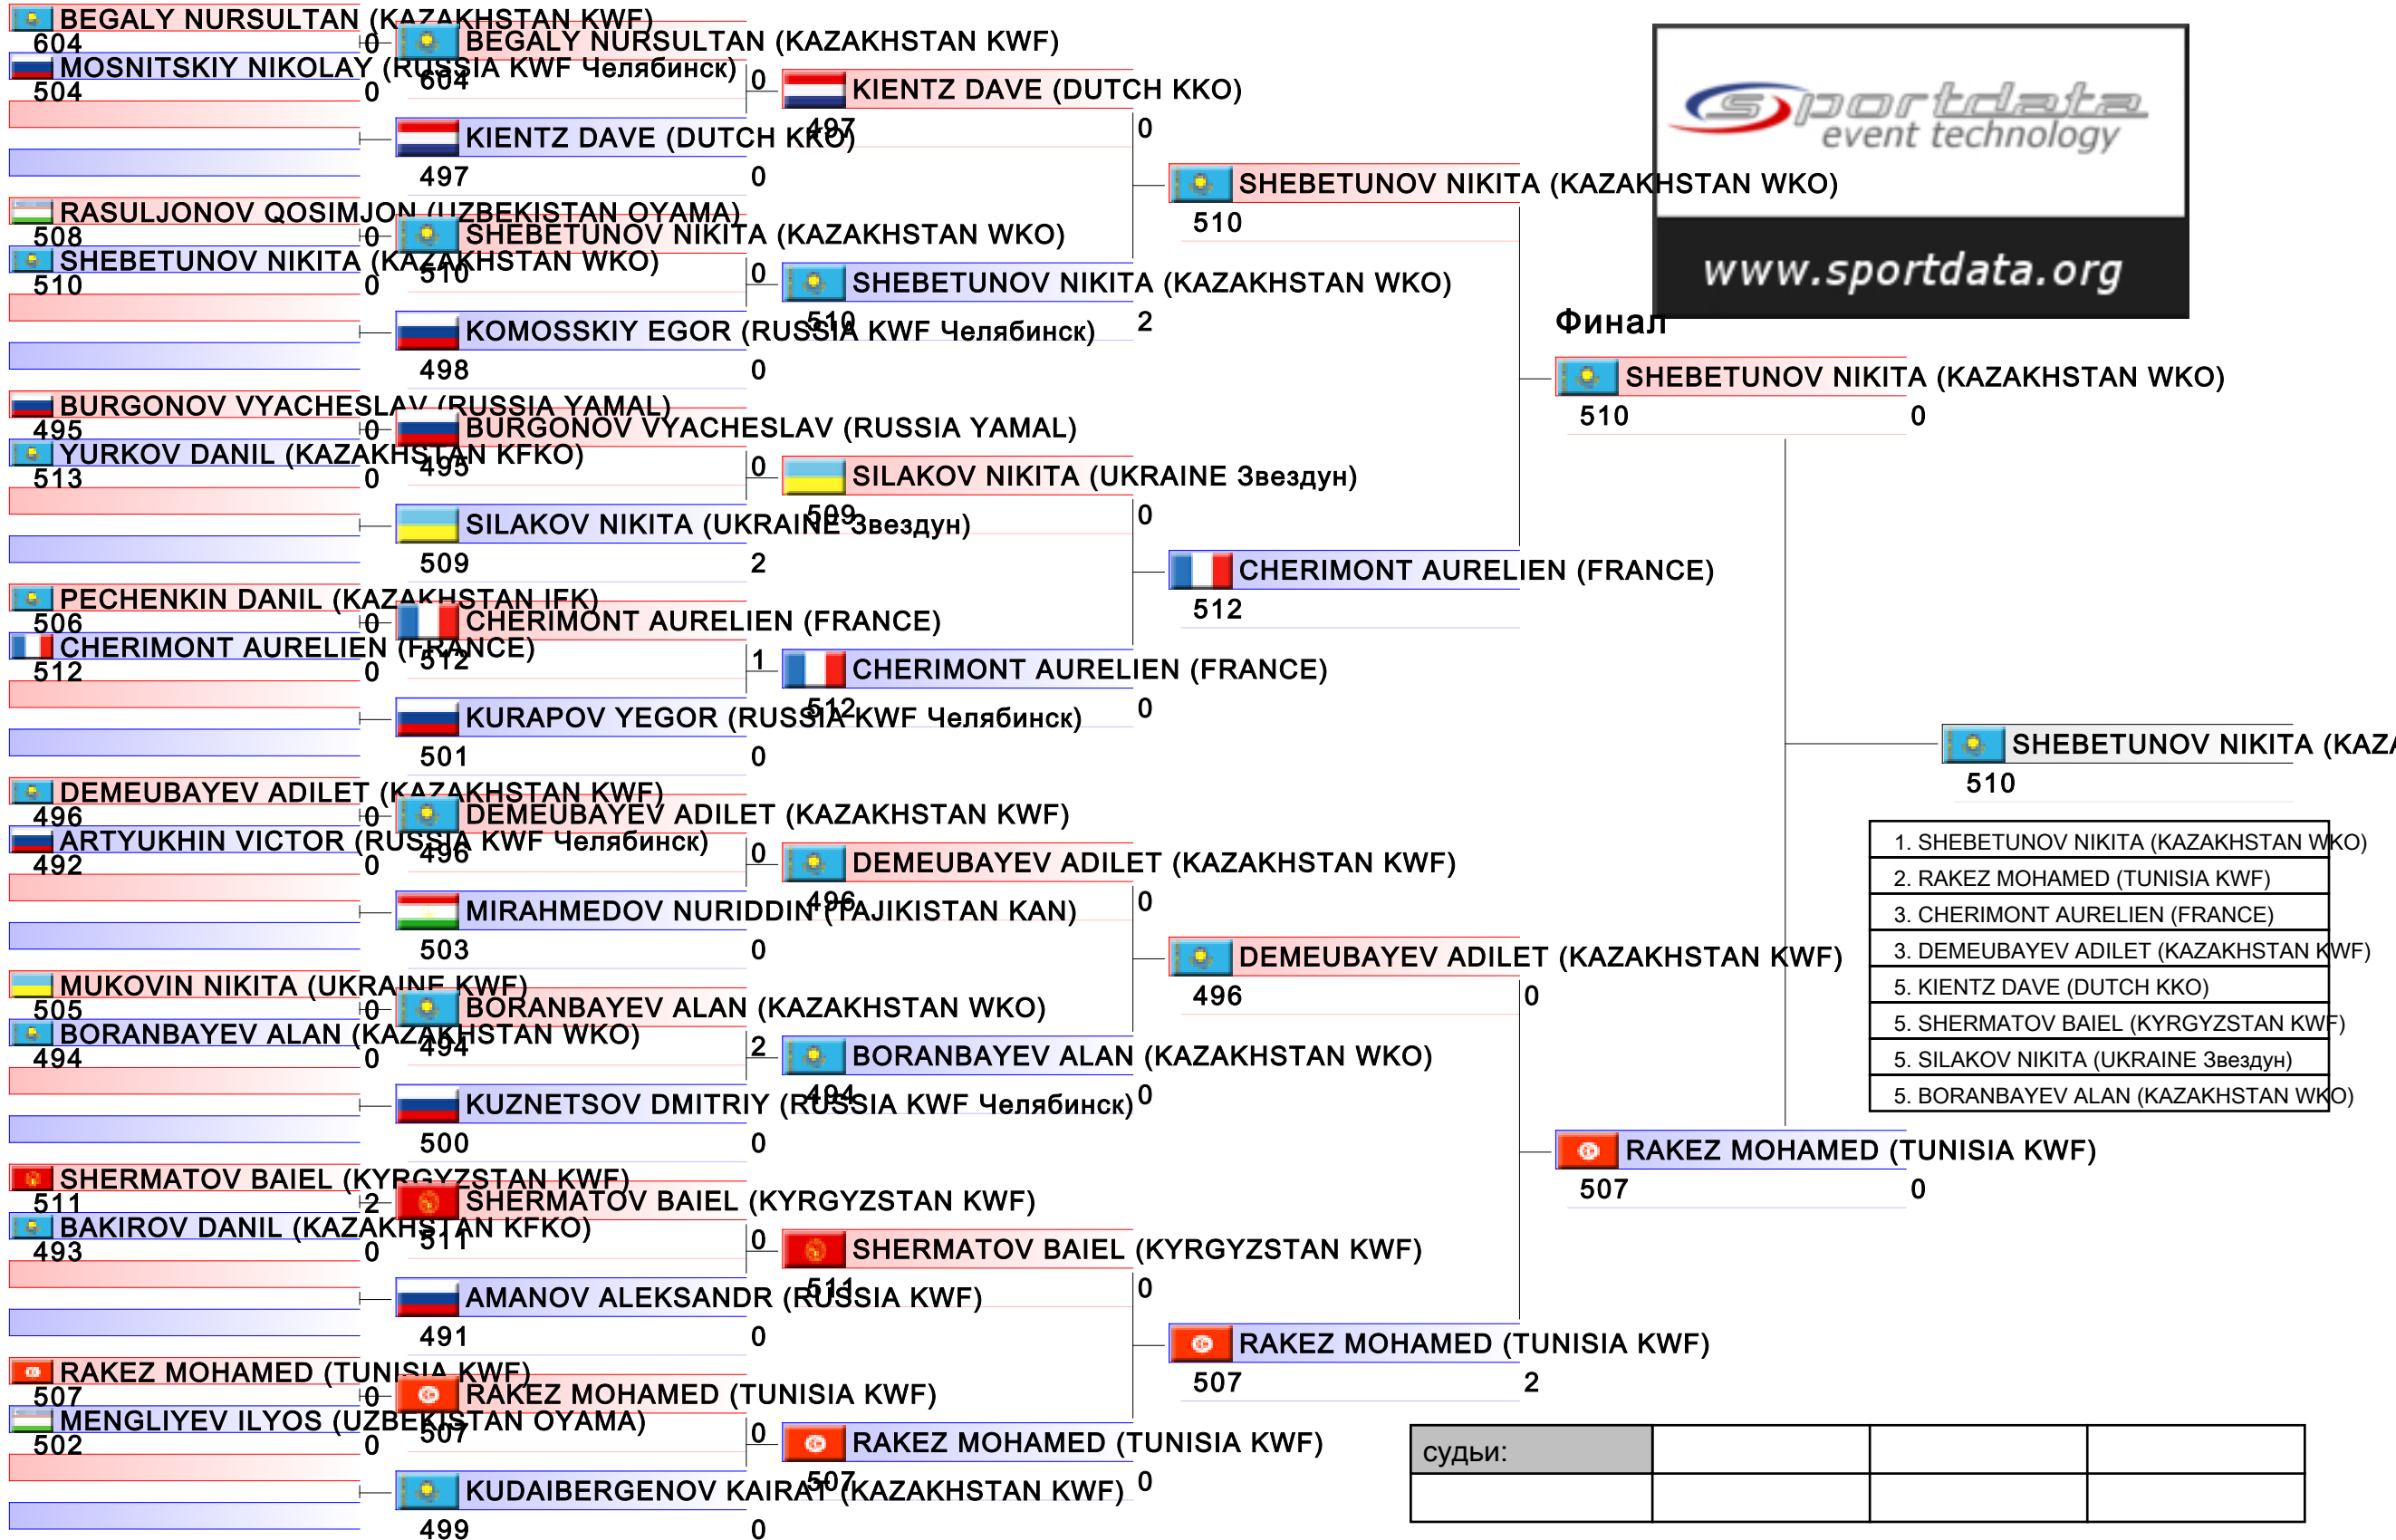 BEGALY NURSULTAN (KAZAKHSTAN KWF)
604
0
MOSNITSKIY NIKOLAY (RUSSIA KWF Челябинск)
504
0
RASULJONOV QOSIMJON (UZBEKISTAN OYAMA)
508
0
SHEBETUNOV NIKITA (KAZAKHSTAN WKO)
510
0
BURGONOV VYACHESLAV (RUSSIA YAMAL)
495
0
YURKOV DANIL (KAZAKHSTAN KFKO)
513
0
PECHENKIN DANIL (KAZAKHSTAN IFK)
506
0
CHERIMONT AURELIEN (FRANCE)
512
0
DEMEUBAYEV ADILET (KAZAKHSTAN KWF)
496
0
ARTYUKHIN VICTOR (RUSSIA KWF Челябинск)
492
0
MUKOVIN NIKITA (UKRAINE KWF)
505
0
BORANBAYEV ALAN (KAZAKHSTAN WKO)
494
0
SHERMATOV BAIEL (KYRGYZSTAN KWF)
511
2
BAKIROV DANIL (KAZAKHSTAN KFKO)
493
0
RAKEZ MOHAMED (TUNISIA KWF)
507
0
MENGLIYEV ILYOS (UZBEKISTAN OYAMA)
502
0
BEGALY NURSULTAN (KAZAKHSTAN KWF)
604
0
KIENTZ DAVE (DUTCH KKO)
497
0
SHEBETUNOV NIKITA (KAZAKHSTAN WKO)
510
0
KOMOSSKIY EGOR (RUSSIA KWF Челябинск)
498
0
BURGONOV VYACHESLAV (RUSSIA YAMAL)
495
0
SILAKOV NIKITA (UKRAINE Звездун)
509
2
CHERIMONT AURELIEN (FRANCE)
512
1
KURAPOV YEGOR (RUSSIA KWF Челябинск)
501
0
DEMEUBAYEV ADILET (KAZAKHSTAN KWF)
496
0
MIRAHMEDOV NURIDDIN (TAJIKISTAN KAN)
503
0
BORANBAYEV ALAN (KAZAKHSTAN WKO)
494
2
KUZNETSOV DMITRIY (RUSSIA KWF Челябинск)
500
0
SHERMATOV BAIEL (KYRGYZSTAN KWF)
511
0
AMANOV ALEKSANDR (RUSSIA KWF)
491
0
RAKEZ MOHAMED (TUNISIA KWF)
507
0
KUDAIBERGENOV KAIRAT (KAZAKHSTAN KWF)
499
0
KIENTZ DAVE (DUTCH KKO)
497
0
SHEBETUNOV NIKITA (KAZAKHSTAN WKO)
510
2
SILAKOV NIKITA (UKRAINE Звездун)
509
0
CHERIMONT AURELIEN (FRANCE)
512
0
DEMEUBAYEV ADILET (KAZAKHSTAN KWF)
496
0
BORANBAYEV ALAN (KAZAKHSTAN WKO)
494
0
SHERMATOV BAIEL (KYRGYZSTAN KWF)
511
0
RAKEZ MOHAMED (TUNISIA KWF)
507
0
SHEBETUNOV NIKITA (KAZAKHSTAN WKO)
510
CHERIMONT AURELIEN (FRANCE)
512
DEMEUBAYEV ADILET (KAZAKHSTAN KWF)
496
0
RAKEZ MOHAMED (TUNISIA KWF)
507
2
sportdata
event technology
www.sportdata.org
Финал
SHEBETUNOV NIKITA (KAZAKHSTAN WKO)
510
0
RAKEZ MOHAMED (TUNISIA KWF)
507
0
SHEBETUNOV NIKITA (KAZA
510
1. SHEBETUNOV NIKITA (KAZAKHSTAN WKO)
2. RAKEZ MOHAMED (TUNISIA KWF)
3. CHERIMONT AURELIEN (FRANCE)
3. DEMEUBAYEV ADILET (KAZAKHSTAN KWF)
5. KIENTZ DAVE (DUTCH KKO)
5. SHERMATOV BAIEL (KYRGYZSTAN KWF)
5. SILAKOV NIKITA (UKRAINE Звездун)
5. BORANBAYEV ALAN (KAZAKHSTAN WKO)
судьи: